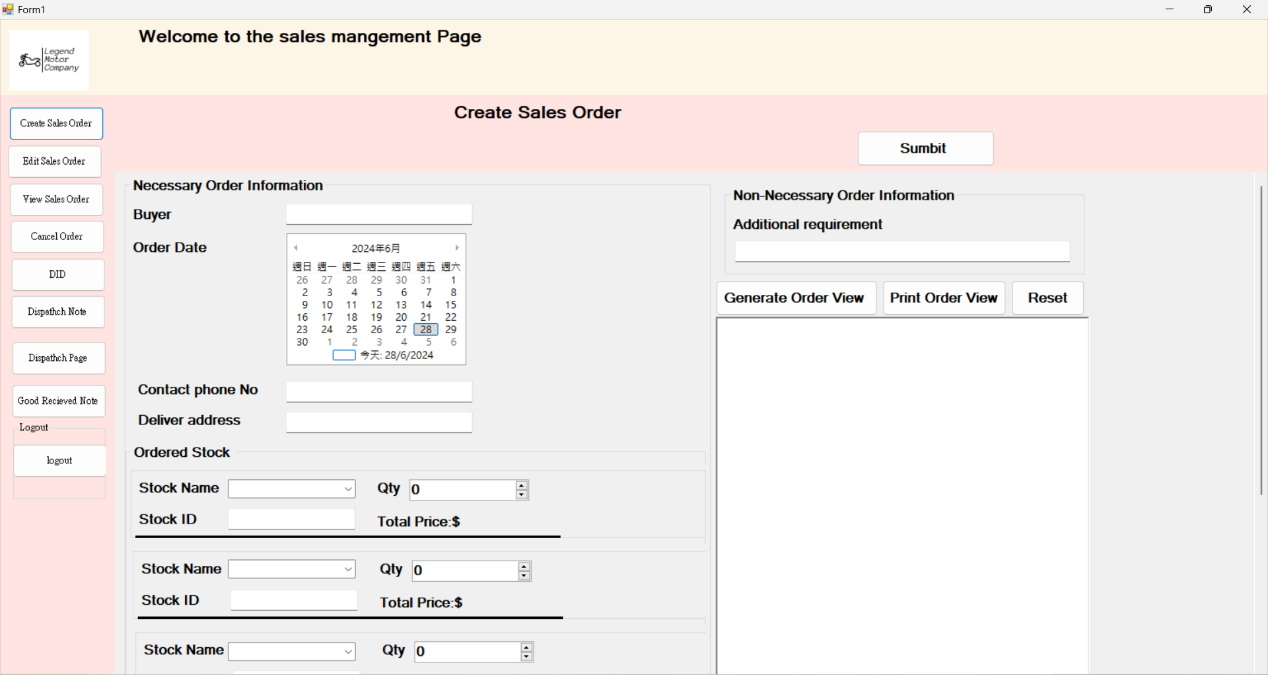 Form1
Legend
Motor
Company
Welcome to the sales mangement Page
Create Sales Order
Sumbit
Create Sales Order
Edit Sales Order
View Sales Order
Cancel Order
DID
Dispathch Note
Dispathch Page
Good Recieved Note
Logout
logout
Necessary Order Information
Buyer
Order Date
2024年6月
週日 週一 週二 週三 週四 週五 週六
26 27 28 29 30 31 1
2 3 4 5 6 7 8
9 10 11 12 13 14 15
16 17 18 19 20 21 22
23 24 25 26 27 28 29
30 1 2 3 4 5 6
今天: 28/6/2024
Contact phone No
Deliver address
Ordered Stock
Stock Name Qty 0
Stock ID Total Price:$
Stock Name Qty 0
Stock ID Total Price:$
Stock Name Qty 0
Non-Necessary Order Information
Additional requirement
Generate Order View Print Order View Reset